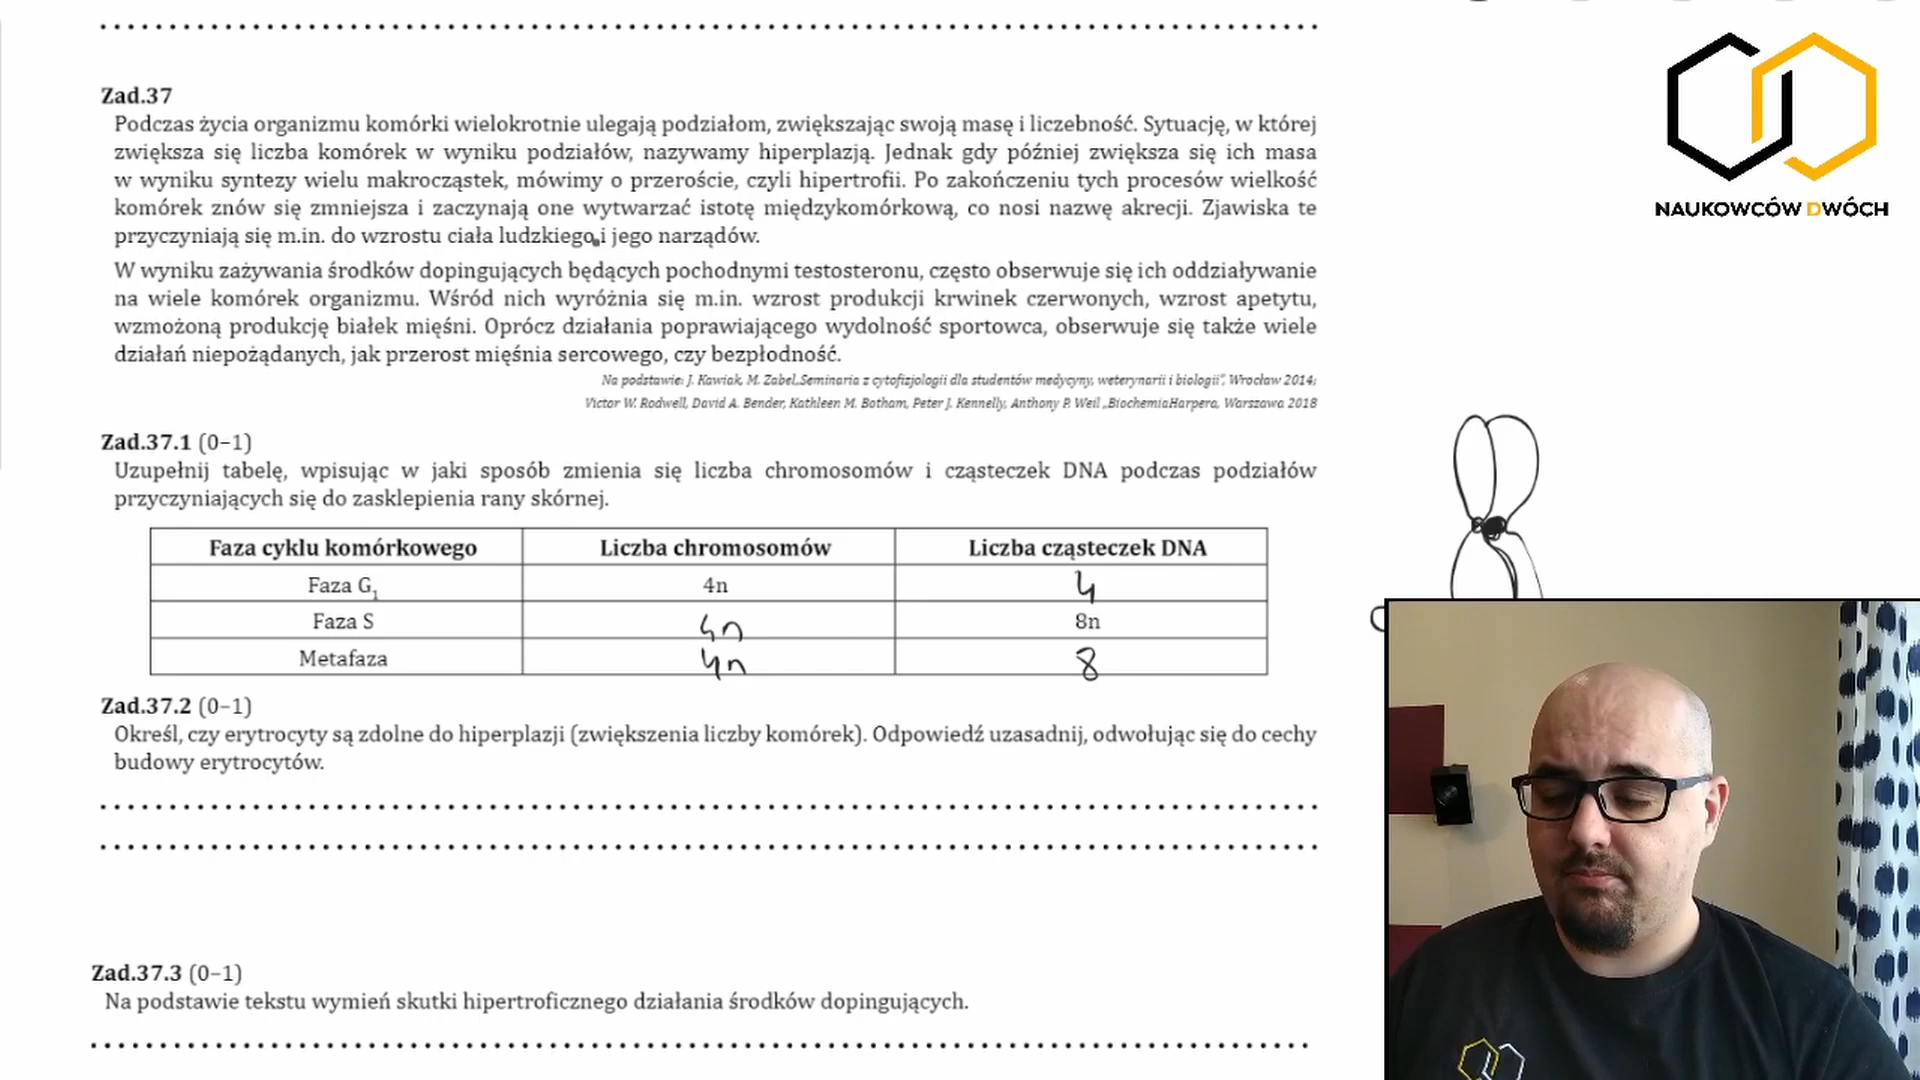 NAUKOWCÓW DWÓCH
Zad.37
Podczas życia organizmu komórki wielokrotnie ulegają podziałom, zwiększając swoją masę i liczebność. Sytuację, w której
zwiększa się liczba komórek w wyniku podziałów, nazywamy hiperplazją. Jednak gdy później zwiększa się ich masa
w wyniku syntezy wielu makrocząstek, mówimy o przeroście, czyli hipertrofii. Po zakończeniu tych procesów wielkość
komórek znów się zmniejsza i zaczynają one wytwarzać istotę międzykomórkową, co nosi nazwę akrecji. Zjawiska te
przyczyniają się m.in. do wzrostu ciała ludzkiego i jego narządów.
W wyniku zażywania środków dopingujących będących pochodnymi testosteronu, często obserwuje się ich oddziaływanie
na wiele komórek organizmu. Wśród nich wyróżnia się m.in. wzrost produkcji krwinek czerwonych, wzrost apetytu,
wzmożoną produkcję białek mięśni. Oprócz działania poprawiającego wydolność sportowca, obserwuje się także wiele
działań niepożądanych, jak przerost mięśnia sercowego, czy bezpłodność.
Na podstawie: J. Kawiak, M. Zabel„Seminaria z cytofizjologii dla studentów medycyny, weterynarii i biologii”, Wrocław 2014;
Victor W. Rodwell, David A. Bender, Kathleen M. Botham, Peter J. Kennelly, Anthony P. Weil „BiochemiaHarpera, Warszawa 2018
Zad.37.1 (0–1)
Uzupełnij tabelę, wpisując w jaki sposób zmienia się liczba chromosomów i cząsteczek DNA podczas podziałów
przyczyniających się do zasklepienia rany skórnej.
Faza cyklu komórkowego Liczba chromosomów Liczba cząsteczek DNA
Faza G1 4n 4
Faza S 4n 8n
Metafaza 4n 8
Zad.37.2 (0–1)
Określ, czy erytrocyty są zdolne do hiperplazji (zwiększenia liczby komórek). Odpowiedź uzasadnij, odwołując się do cechy
budowy erytrocytów.
Zad.37.3 (0–1)
Na podstawie tekstu wymień skutki hipertroficznego działania środków dopingujących.